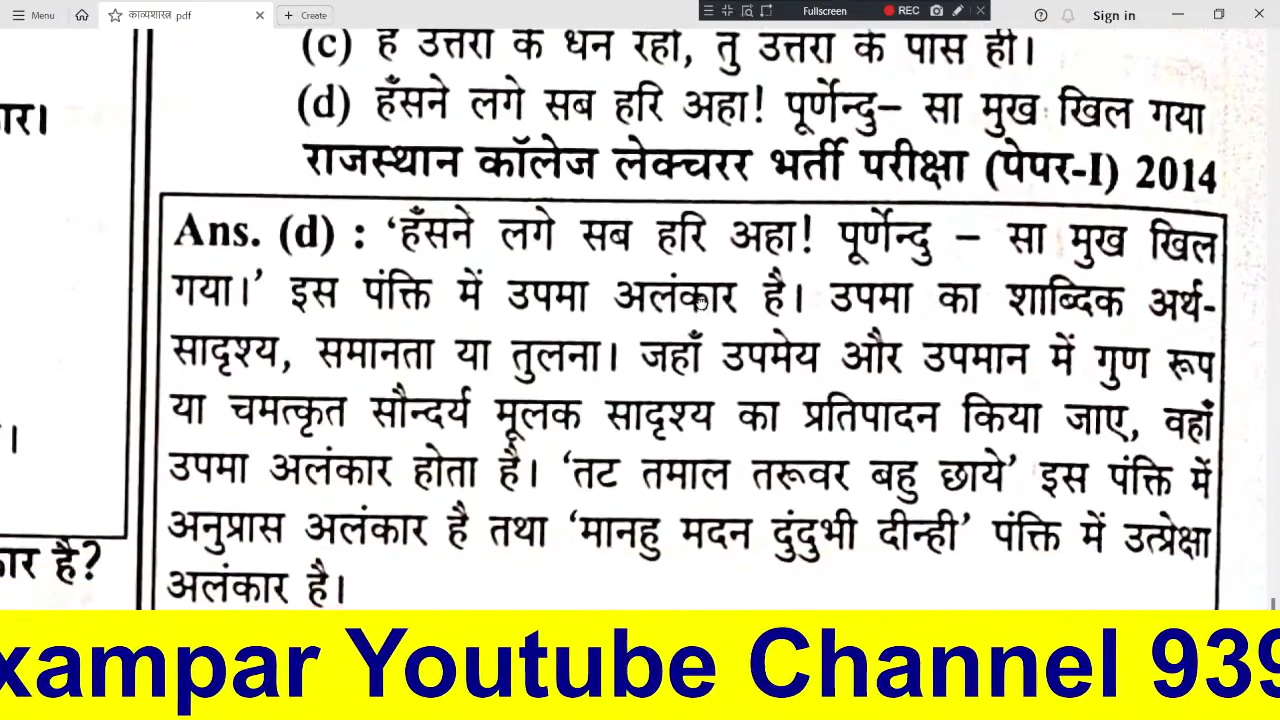 Menu
काव्यशास्त्र pdf
Create
Fullscreen
REC
Sign in
(c) हे उत्तरा के धन रहो, तु उत्तरा के पास ही।
(d) हँसने लगे सब हरि अहा! पूर्णेन्दु– सा मुख खिल गया
राजस्थान कॉलेज लेक्चरर भर्ती परीक्षा (पेपर-I) 2014
Ans. (d) : ‘हँसने लगे सब हरि अहा! पूर्णेन्दु – सा मुख खिल
गया।’ इस पंक्ति में उपमा अलंकार है। उपमा का शाब्दिक अर्थ-
सादृश्य, समानता या तुलना। जहाँ उपमेय और उपमान में गुण रूप
या चमत्कृत सौन्दर्य मूलक सादृश्य का प्रतिपादन किया जाए, वहाँ
उपमा अलंकार होता है। ‘तट तमाल तरूवर बहु छाये’ इस पंक्ति में
अनुप्रास अलंकार है तथा ‘मानहु मदन दुंदुभी दीन्ही’ पंक्ति में उत्प्रेक्षा
अलंकार है।
ार।
।
ार है?
xampar Youtube Channel 939